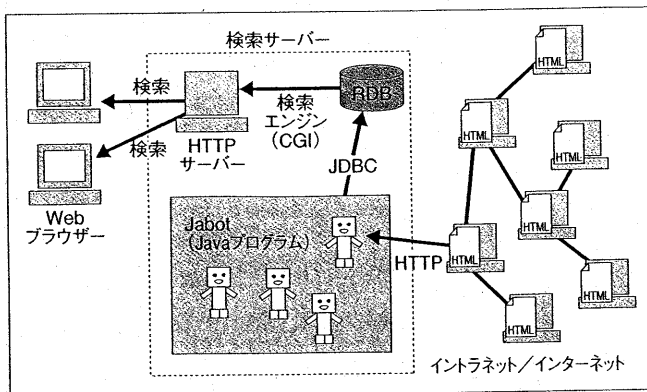 検索サーバー
検索
検索
Web
ブラウザー
HTTP
サーバー
検索
エンジン
(CGI)
RDB
JDBC
Jabot
(Javaプログラム)
HTTP
HTML
HTML
HTML
HTML
HTML
HTML
HTML
イントラネット/インターネット